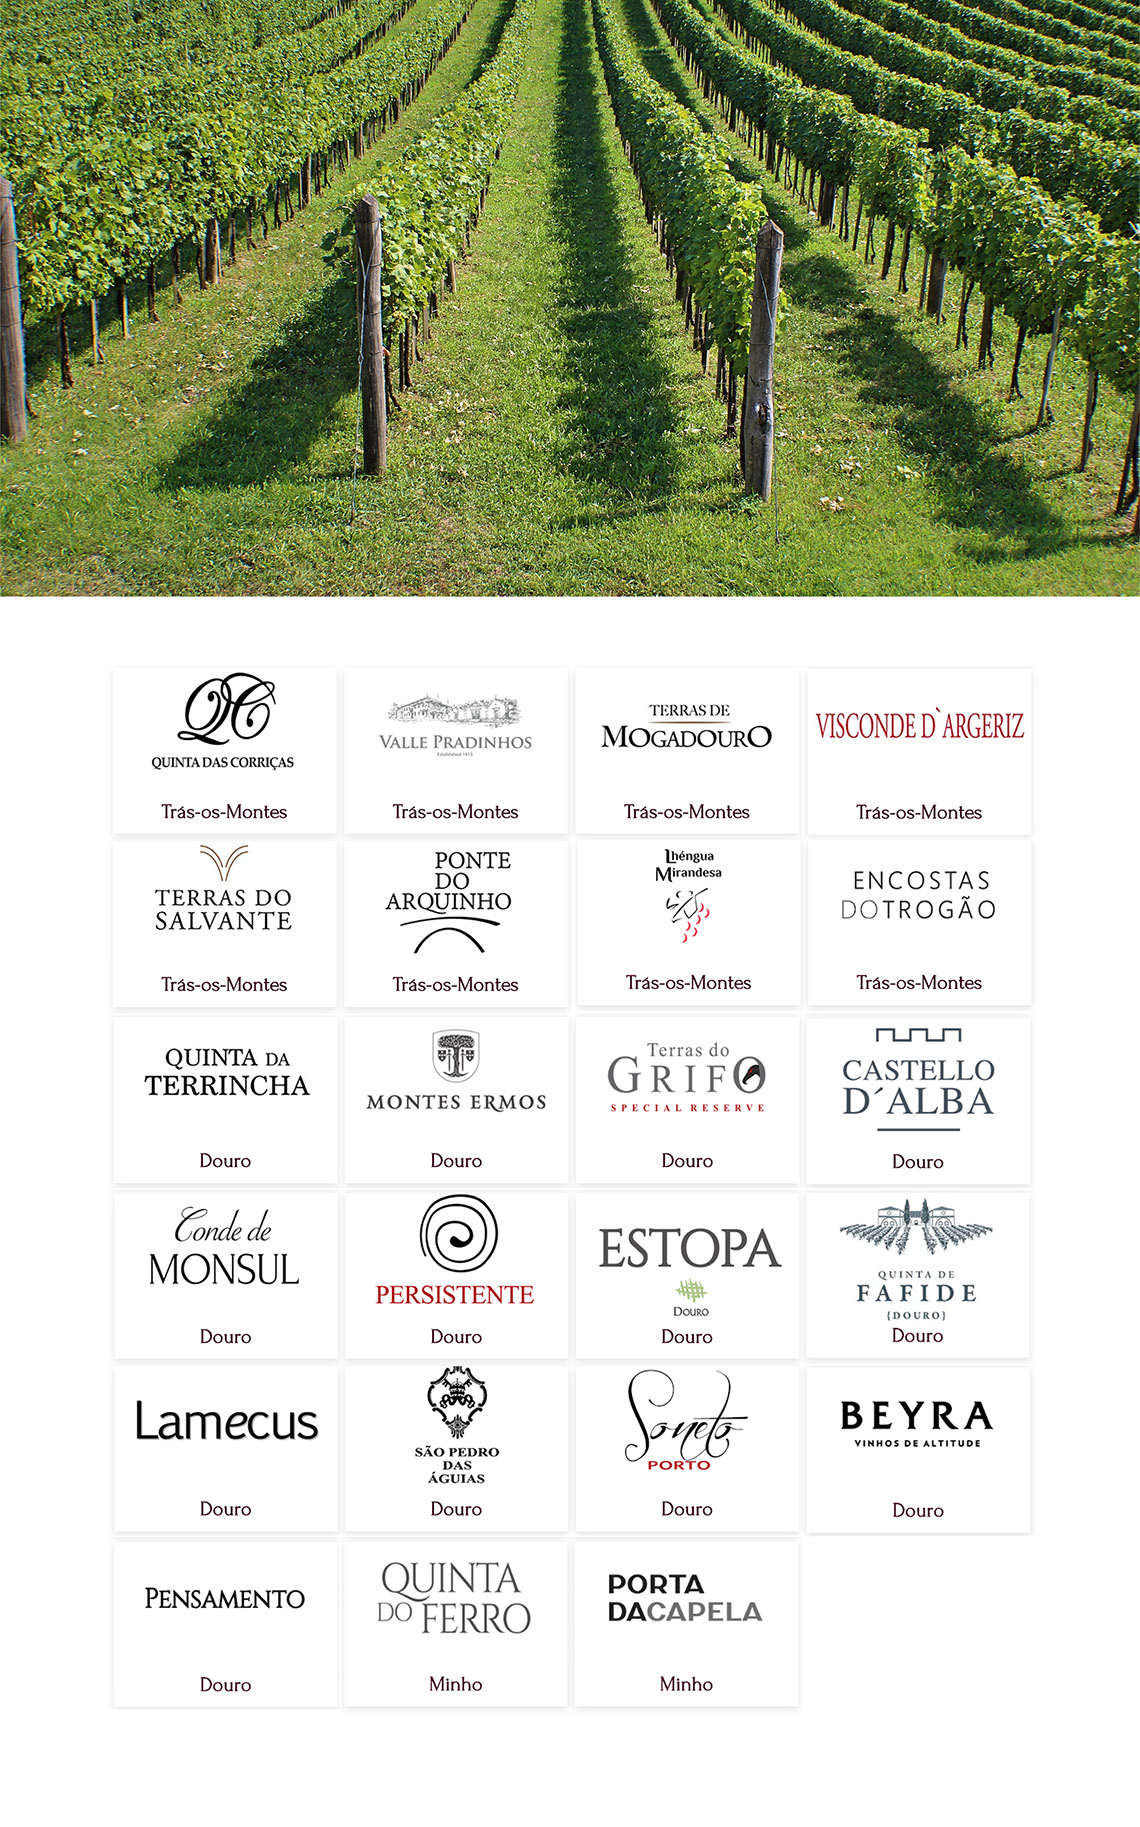 QC
QUINTA DAS CORRIÇAS
Trás-os-Montes
VALLE PRADINHOS
Established 1913
Trás-os-Montes
TERRAS DE
MOGADOURO
Trás-os-Montes
VISCONDE D`ARGERIZ
Trás-os-Montes
TERRAS DO
SALVANTE
Trás-os-Montes
PONTE
DO
ARQUINHO
Trás-os-Montes
Lhéngua
Mirandesa
Trás-os-Montes
ENCOSTAS
DOTROGÃO
Trás-os-Montes
QUINTA DA
TERRINCHA
Douro
MONTES ERMOS
Douro
Terras do
GRIFO
SPECIAL RESERVE
Douro
CASTELLO
D´ALBA
Douro
Conde de
MONSUL
Douro
PERSISTENTE
Douro
ESTOPA
DOURO
Douro
QUINTA DE
FAFIDE
{DOURO}
Douro
Lamecus
Douro
SÃO PEDRO
DAS
ÁGUIAS
Douro
Soneto
PORTO
Douro
BEYRA
VINHOS DE ALTITUDE
Douro
PENSAMENTO
Douro
QUINTA
DO FERRO
Minho
PORTA
DACAPELA
Minho